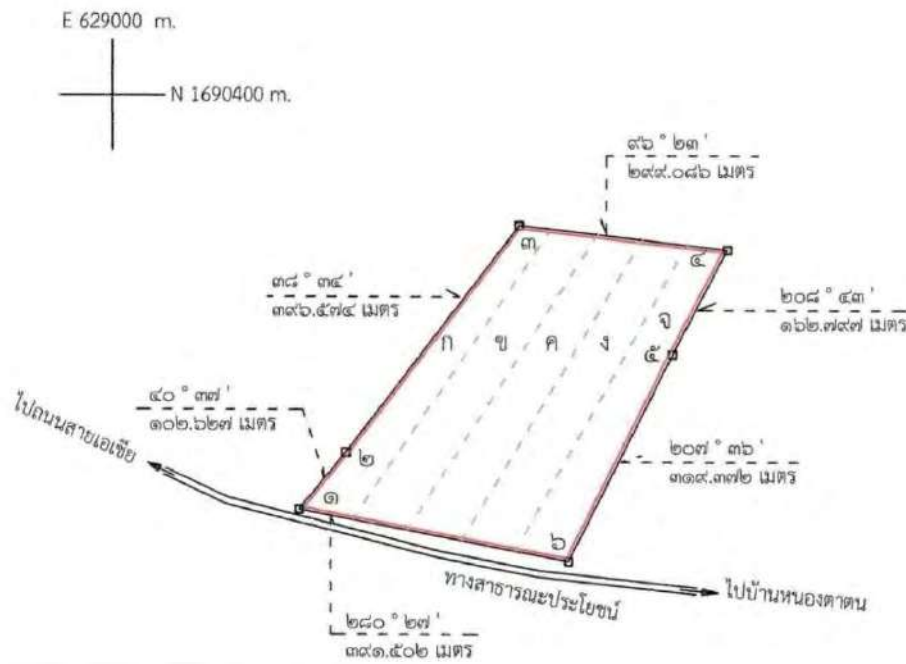 E 629000 m.
N 1690400 m.
๙๖ ° ๒๓ '
๒๙๙.๐๘๖ เมตร
๓
๔
๓๘ ° ๓๔ '
๓๙๖.๕๗๔ เมตร
๒๐๘ ° ๔๓ '
๑๖๒.๗๙๗ เมตร
ก ข ค ง จ
๕
๔๐ ° ๓๗ '
๑๐๒.๖๒๗ เมตร
ไปถนนสายเอเชีย
๒
๒๐๗ ° ๓๖ '
๓๑๙.๓๗๒ เมตร
๑
๖
ทางสาธารณะประโยชน์
ไปบ้านหนองตาตน
๒๘๐ ° ๒๗ '
๓๙๑.๕๐๒ เมตร